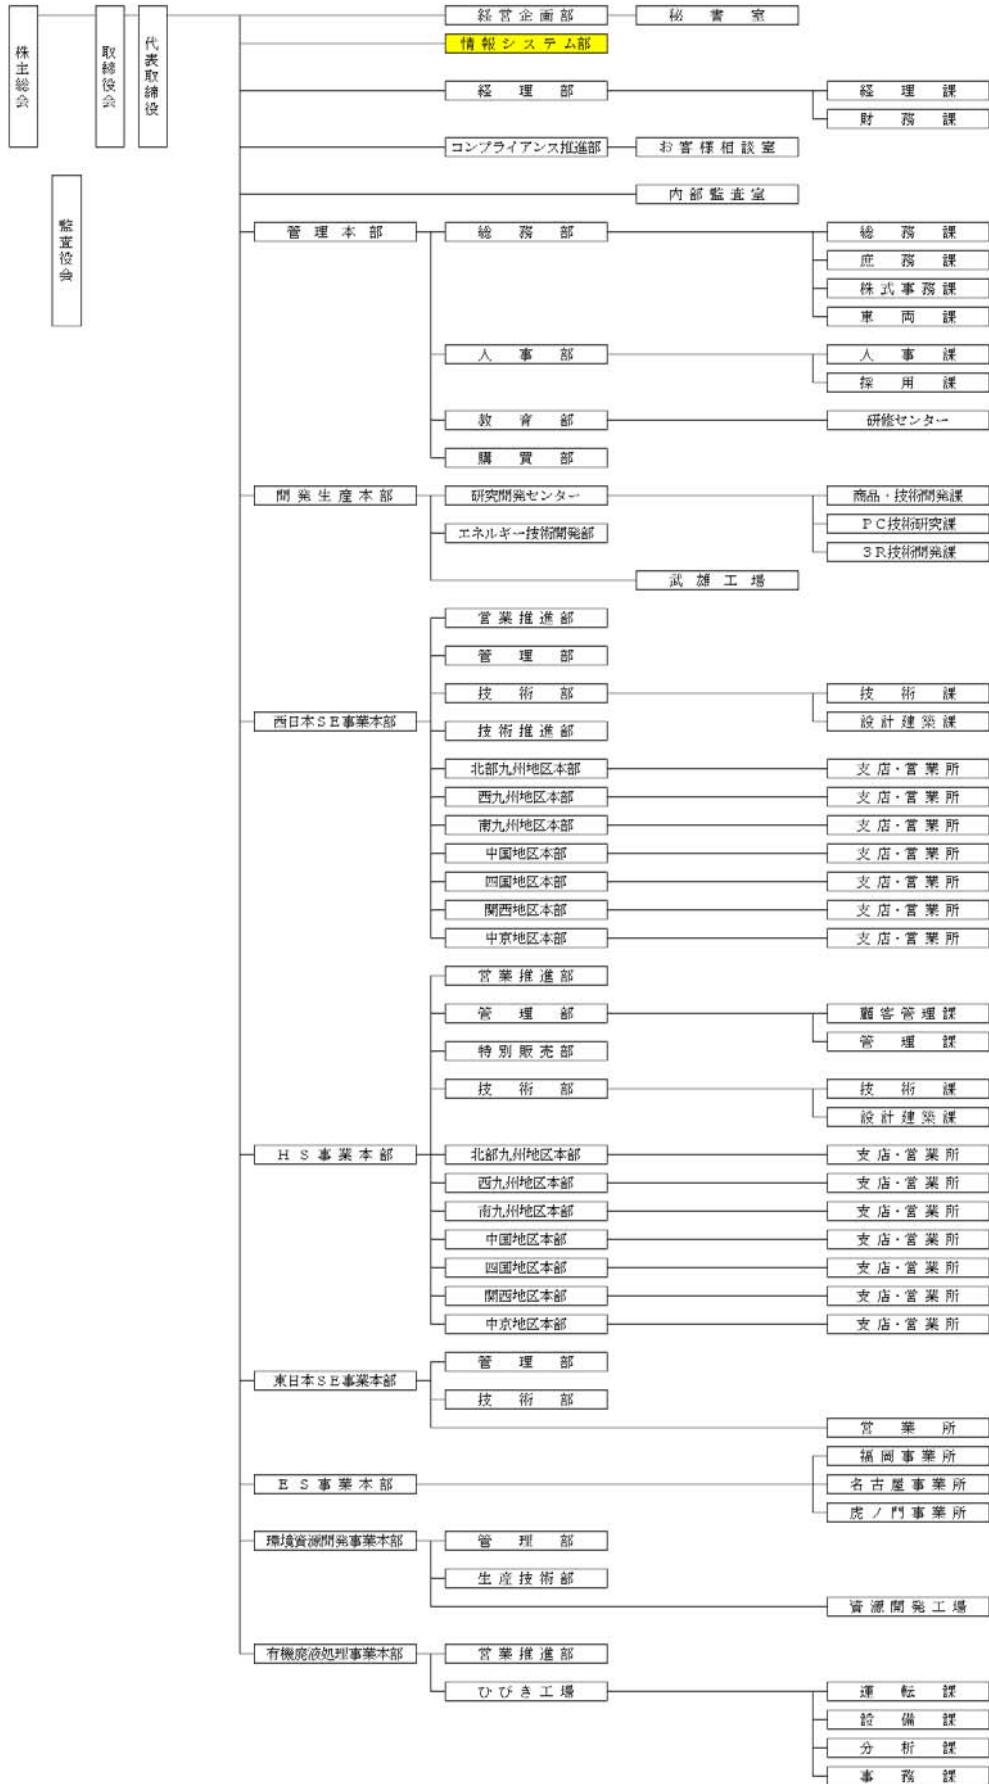 株主総会
取締役会
代表取締役
監査役会
経営企画部 秘書室
情報システム部
経理部 経理課
財務課
コンプライアンス推進部 お客様相談室
内部監査室
管理本部 総務部 総務課
庶務課
株式事務課
車両課
人事部 人事課
採用課
教育部 研修センター
購買部
開発生産本部 研究開発センター 商品・技術開発課
エネルギー技術開発部 PC技術研究課
3R技術開発課
武雄工場
営業推進部
管理部
技術部 技術課
西日本SE事業本部 技術推進部 設計建築課
北部九州地区本部 支店・営業所
西九州地区本部 支店・営業所
南九州地区本部 支店・営業所
中国地区本部 支店・営業所
四国地区本部 支店・営業所
関西地区本部 支店・営業所
中京地区本部 支店・営業所
営業推進部
管理部 顧客管理課
管理課
特別販売部
技術部 技術課
設計建築課
HS事業本部 北部九州地区本部 支店・営業所
西九州地区本部 支店・営業所
南九州地区本部 支店・営業所
中国地区本部 支店・営業所
四国地区本部 支店・営業所
関西地区本部 支店・営業所
中京地区本部 支店・営業所
管理部
東日本SE事業本部
技術部
営業所
福岡事業所
ES事業本部 名古屋事業所
虎ノ門事業所
環境資源開発事業本部 管理部
生産技術部
資源開発工場
有機廃液処理事業本部 営業推進部
ひびき工場 運転課
設備課
分析課
事務課